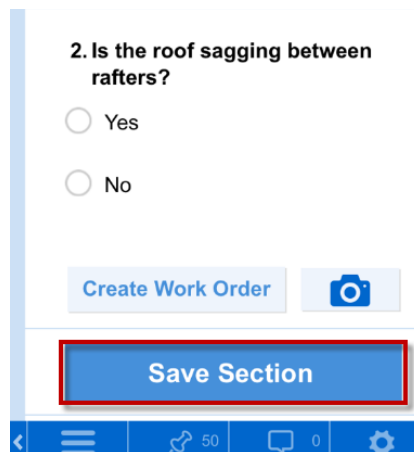 2. Is the roof sagging between
rafters?
Yes
No
Create Work Order
Save Section
50
0